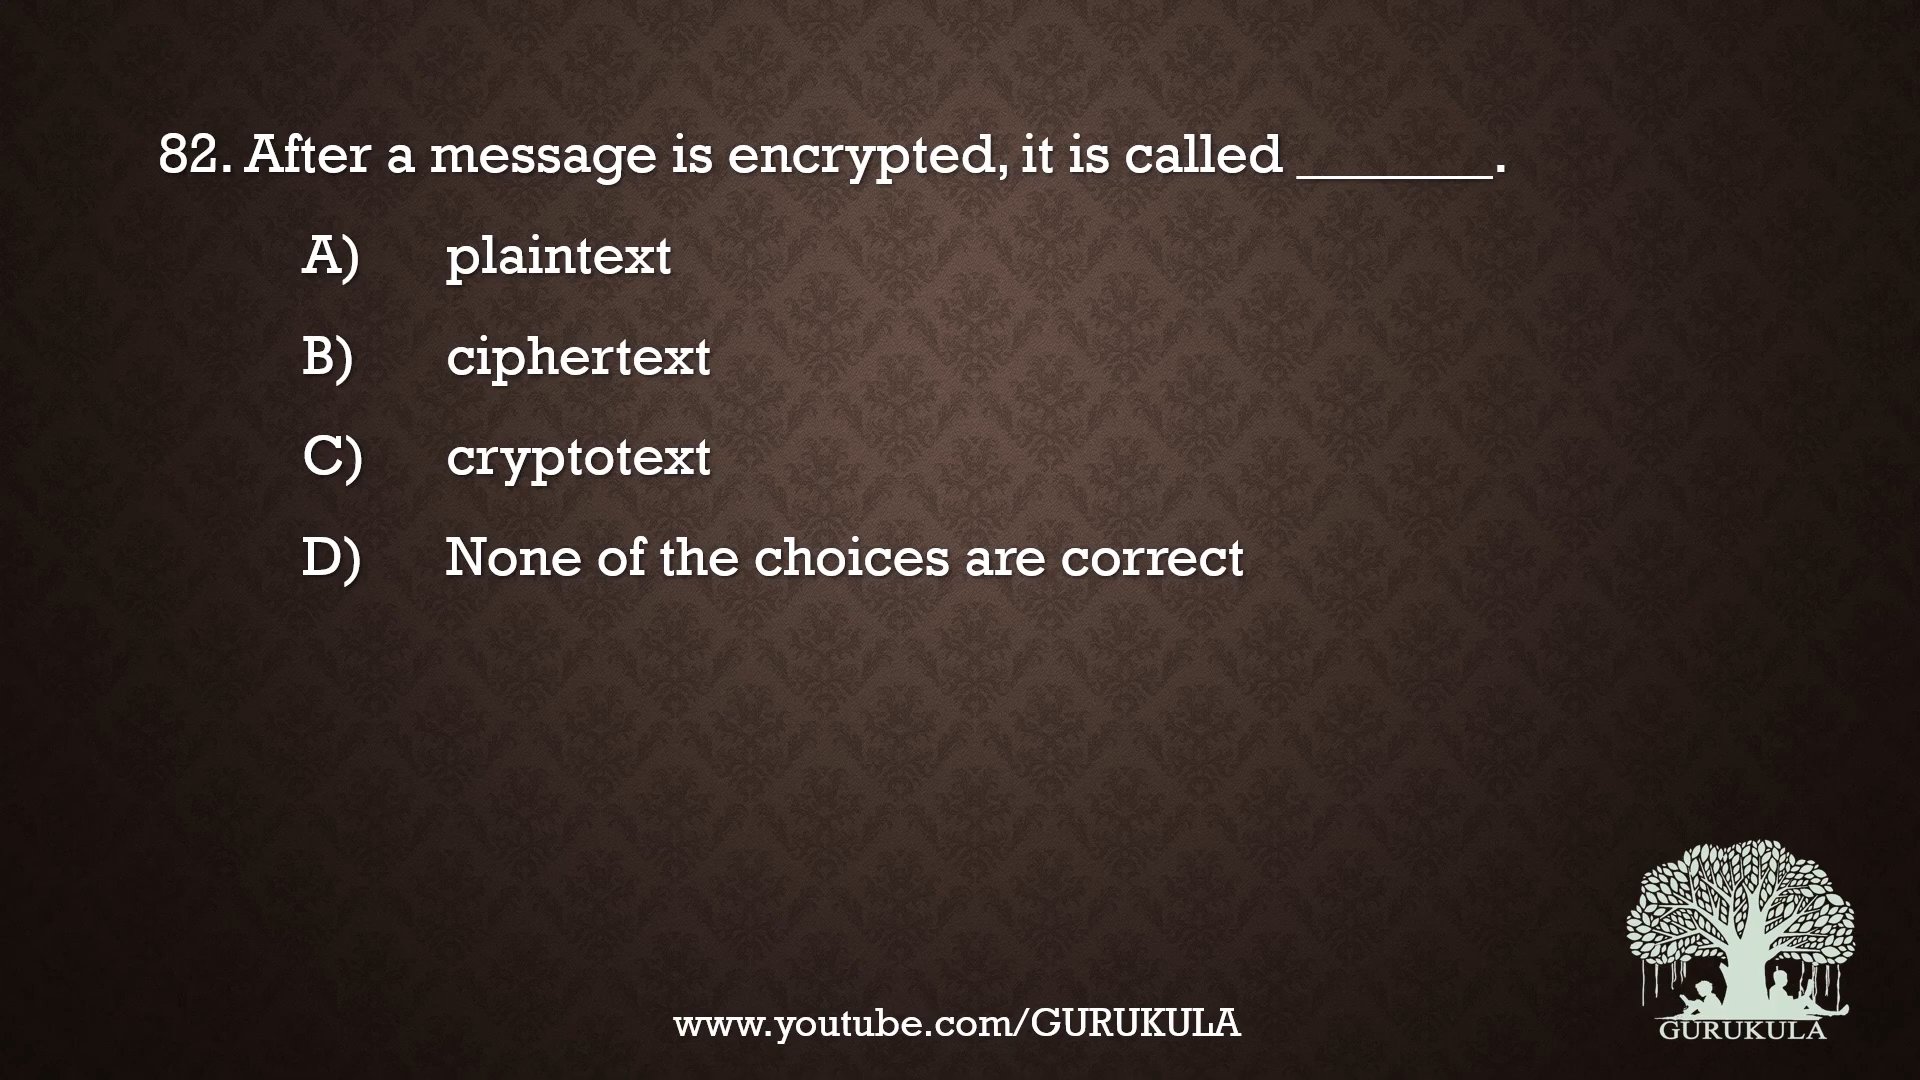 82. After a message is encrypted, it is called _______.
A) plaintext
B) ciphertext
C) cryptotext
D) None of the choices are correct
www.youtube.com/GURUKULA
GURUKULA